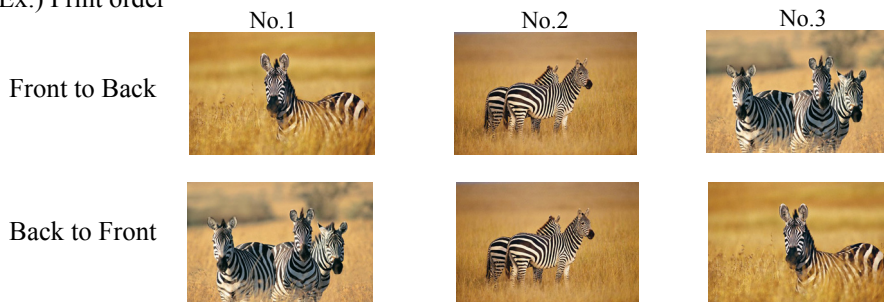 Print order
No.1 No.2 No.3
Front to Back
Back to Front